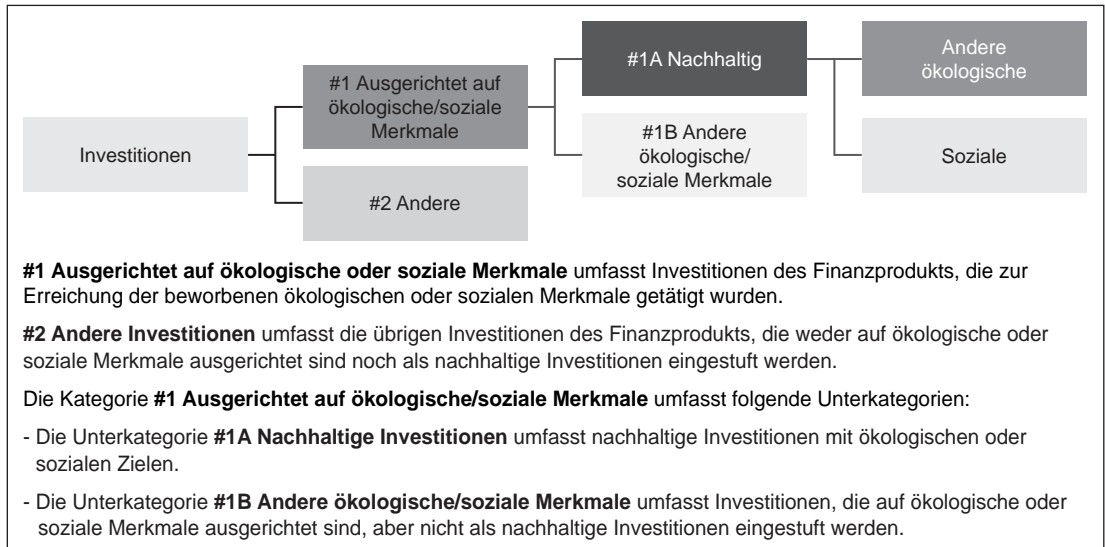 Investitionen
#1 Ausgerichtet auf
ökologische/soziale
Merkmale
#2 Andere
#1A Nachhaltig
#1B Andere
ökologische/
soziale Merkmale
Andere
ökologische
Soziale
#1 Ausgerichtet auf ökologische oder soziale Merkmale umfasst Investitionen des Finanzprodukts, die zur
Erreichung der beworbenen ökologischen oder sozialen Merkmale getätigt wurden.
#2 Andere Investitionen umfasst die übrigen Investitionen des Finanzprodukts, die weder auf ökologische oder
soziale Merkmale ausgerichtet sind noch als nachhaltige Investitionen eingestuft werden.
Die Kategorie #1 Ausgerichtet auf ökologische/soziale Merkmale umfasst folgende Unterkategorien:
- Die Unterkategorie #1A Nachhaltige Investitionen umfasst nachhaltige Investitionen mit ökologischen oder
sozialen Zielen.
- Die Unterkategorie #1B Andere ökologische/soziale Merkmale umfasst Investitionen, die auf ökologische oder
soziale Merkmale ausgerichtet sind, aber nicht als nachhaltige Investitionen eingestuft werden.